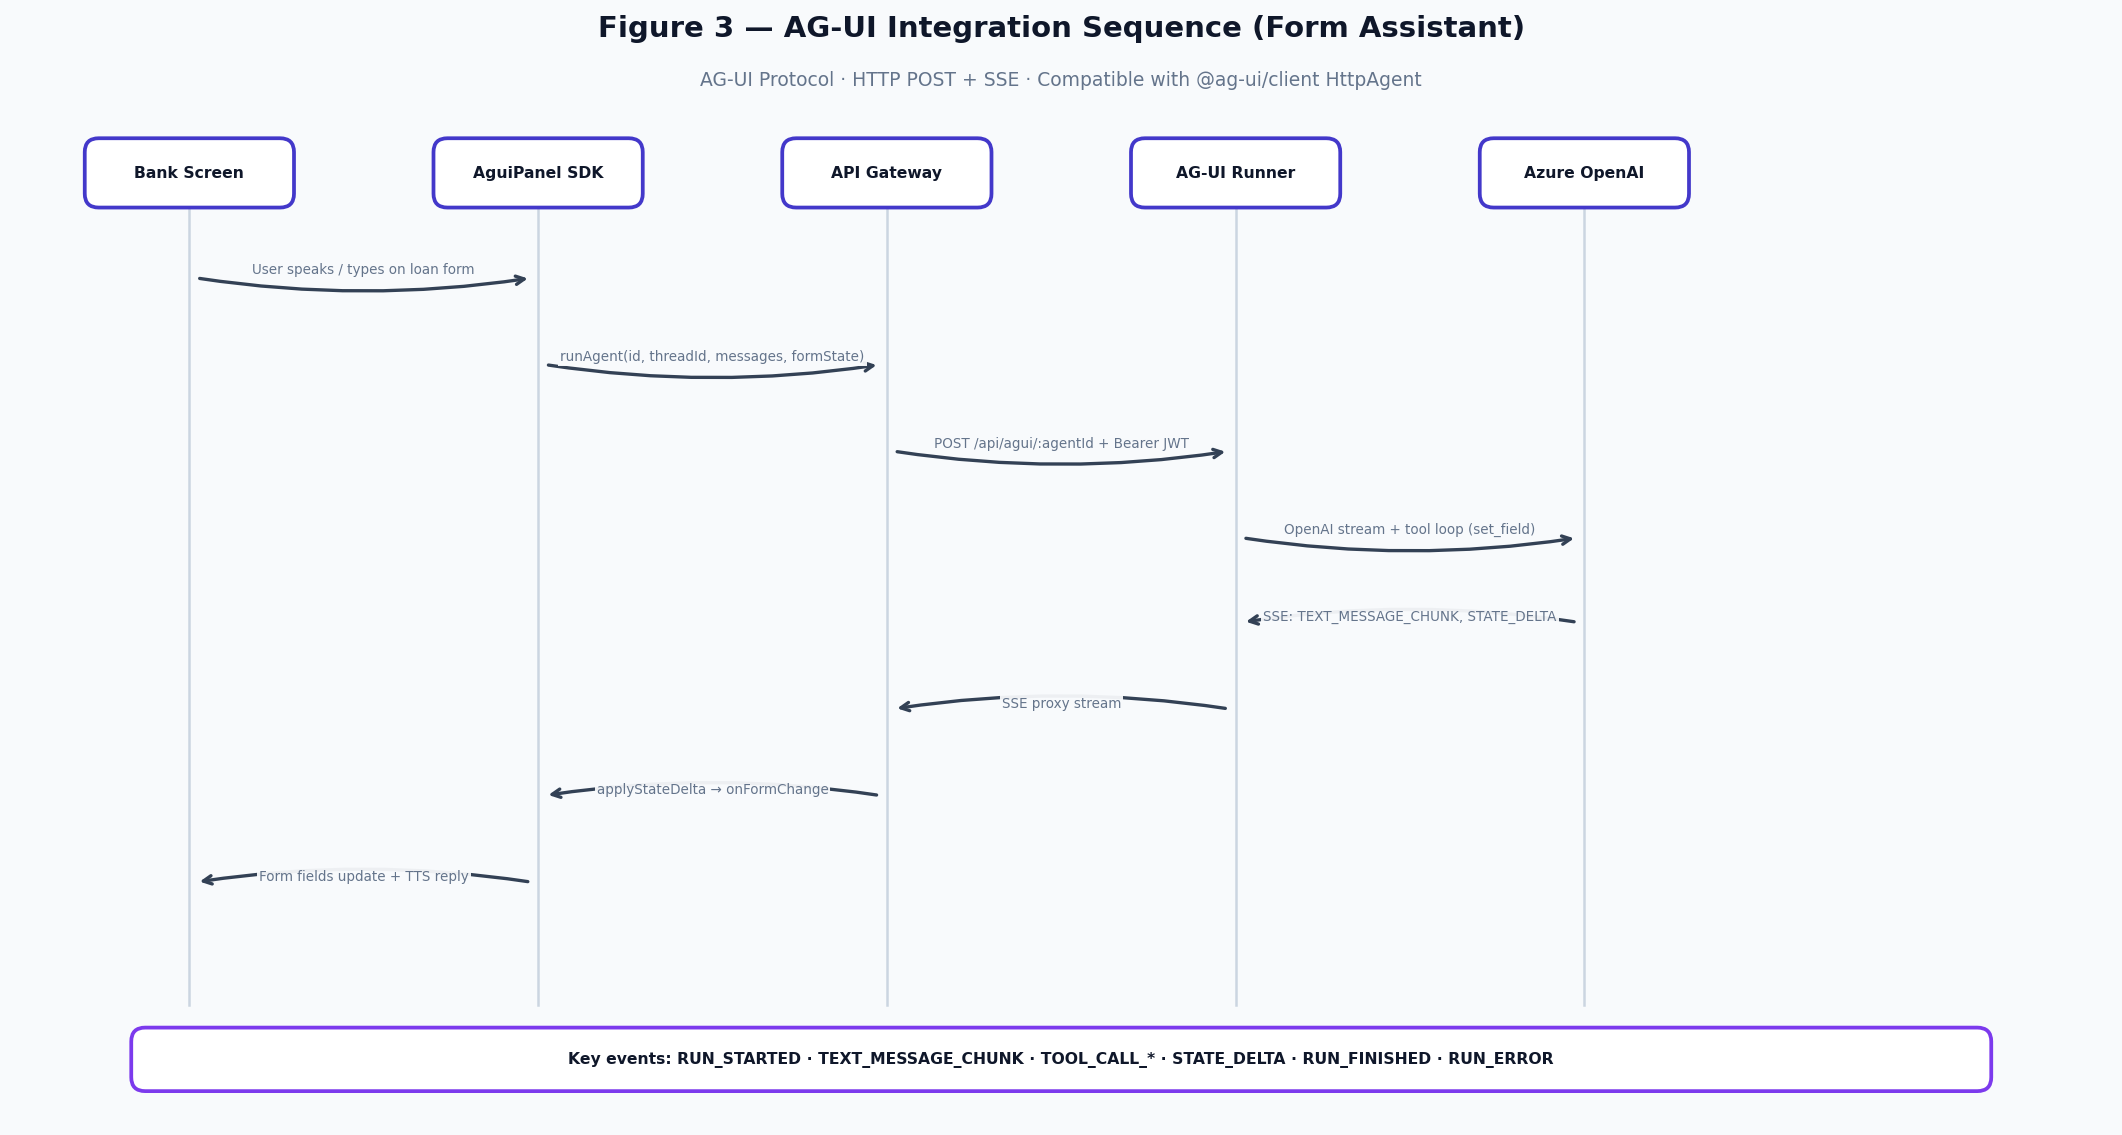 Figure 3 — AG-UI Integration Sequence (Form Assistant)
AG-UI Protocol · HTTP POST + SSE · Compatible with @ag-ui/client HttpAgent
Bank Screen
AguiPanel SDK
API Gateway
AG-UI Runner
Azure OpenAI
User speaks / types on loan form
runAgent(id, threadId, messages, formState)
POST /api/agui/:agentId + Bearer JWT
OpenAI stream + tool loop (set_field)
SSE: TEXT_MESSAGE_CHUNK, STATE_DELTA
SSE proxy stream
applyStateDelta → onFormChange
Form fields update + TTS reply
Key events: RUN_STARTED · TEXT_MESSAGE_CHUNK · TOOL_CALL_* · STATE_DELTA · RUN_FINISHED · RUN_ERROR